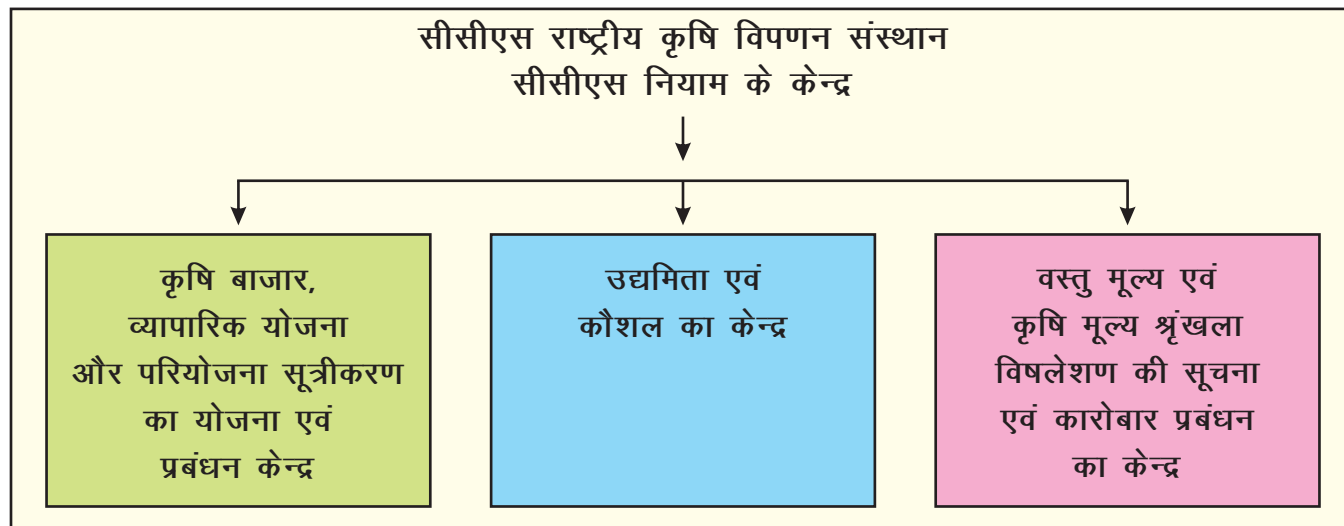 सीसीएस राष्ट्रीय कृषि विपणन संस्थान
सीसीएस नियाम के केन्द्र
कृषि बाजार,
व्यापारिक योजना
और परियोजना सूत्रीकरण
का योजना एवं
प्रबंधन केन्द्र
उद्यमिता एवं
कौशल का केन्द्र
वस्तु मूल्य एवं
कृषि मूल्य श्रृंखला
विषलेशण की सूचना
एवं कारोबार प्रबंधन
का केन्द्र